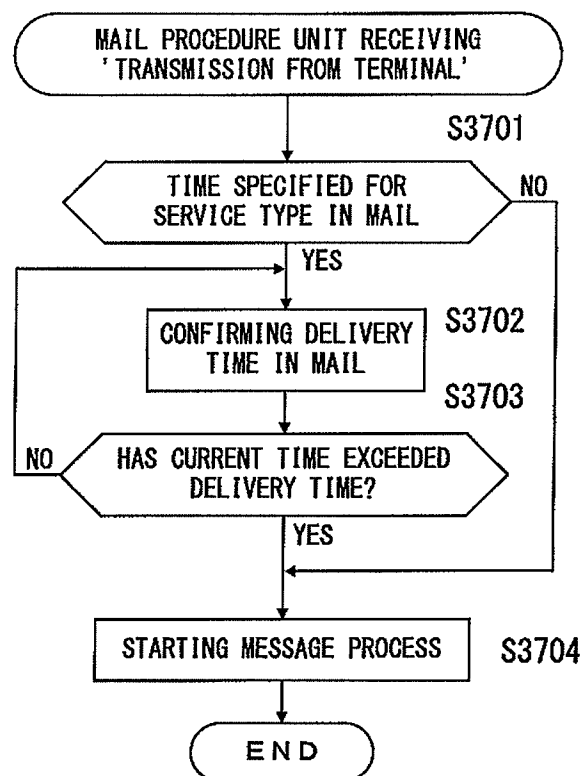 MAIL PROCEDURE UNIT RECEIVING
'TRANSMISSION FROM TERMINAL'
S3701
TIME SPECIFIED FOR
SERVICE TYPE IN MAIL
NO
YES
S3702
CONFIRMING DELIVERY
TIME IN MAIL
S3703
NO
HAS CURRENT TIME EXCEEDED
DELIVERY TIME?
YES
STARTING MESSAGE PROCESS
S3704
END